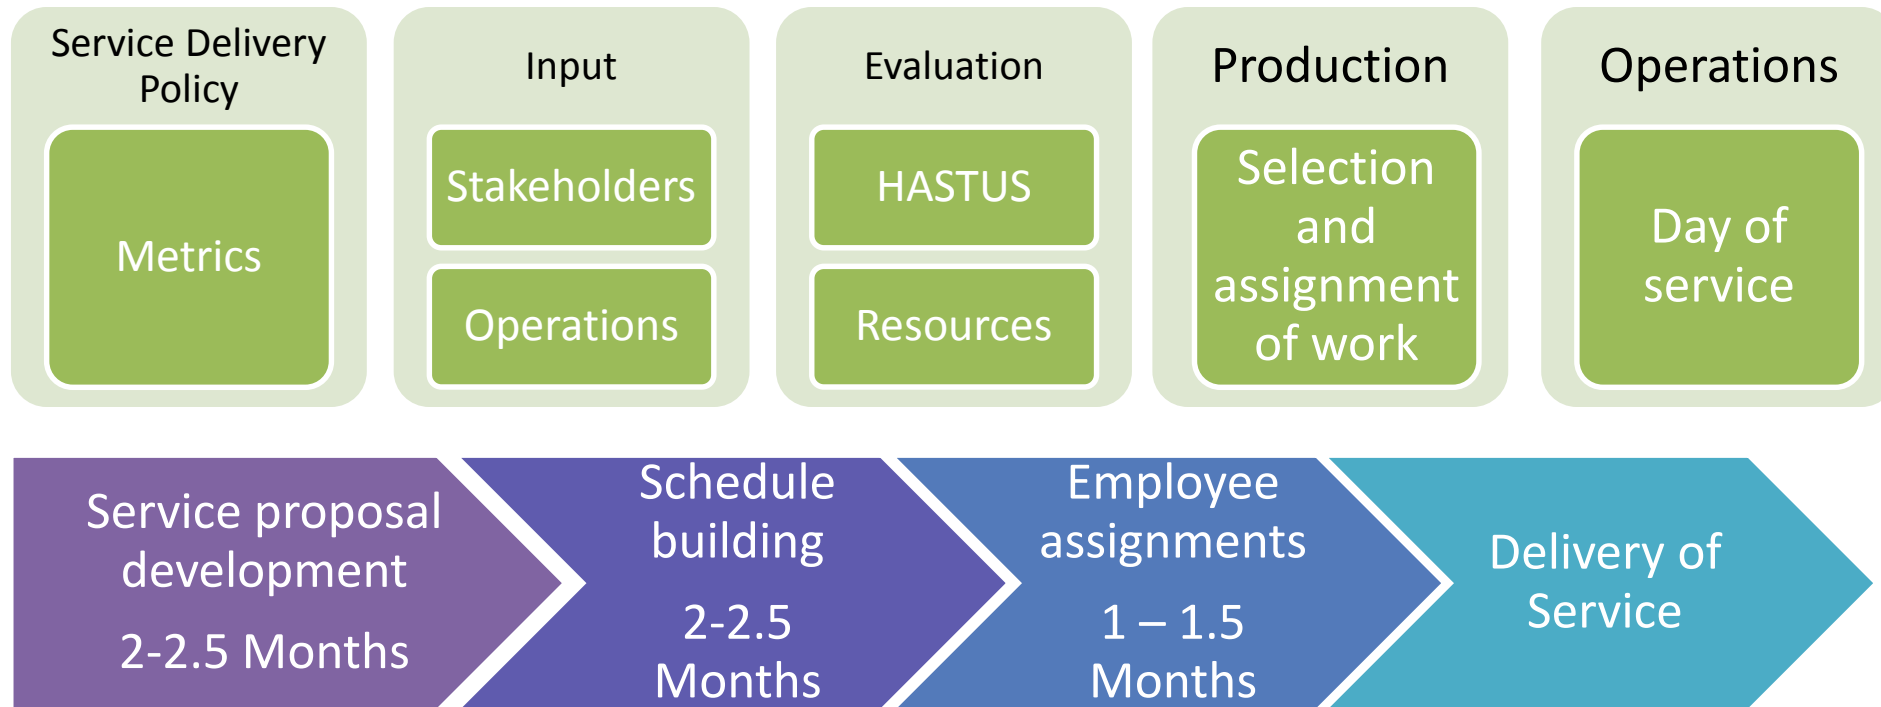 Service Delivery
Policy
Metrics
Input
Stakeholders
Operations
Evaluation
HASTUS
Resources
Production
Selection
and
assignment
of work
Operations
Day of
service
Service proposal
development
2-2.5 Months
Schedule
building
2-2.5
Months
Employee
assignments
1 – 1.5
Months
Delivery of
Service